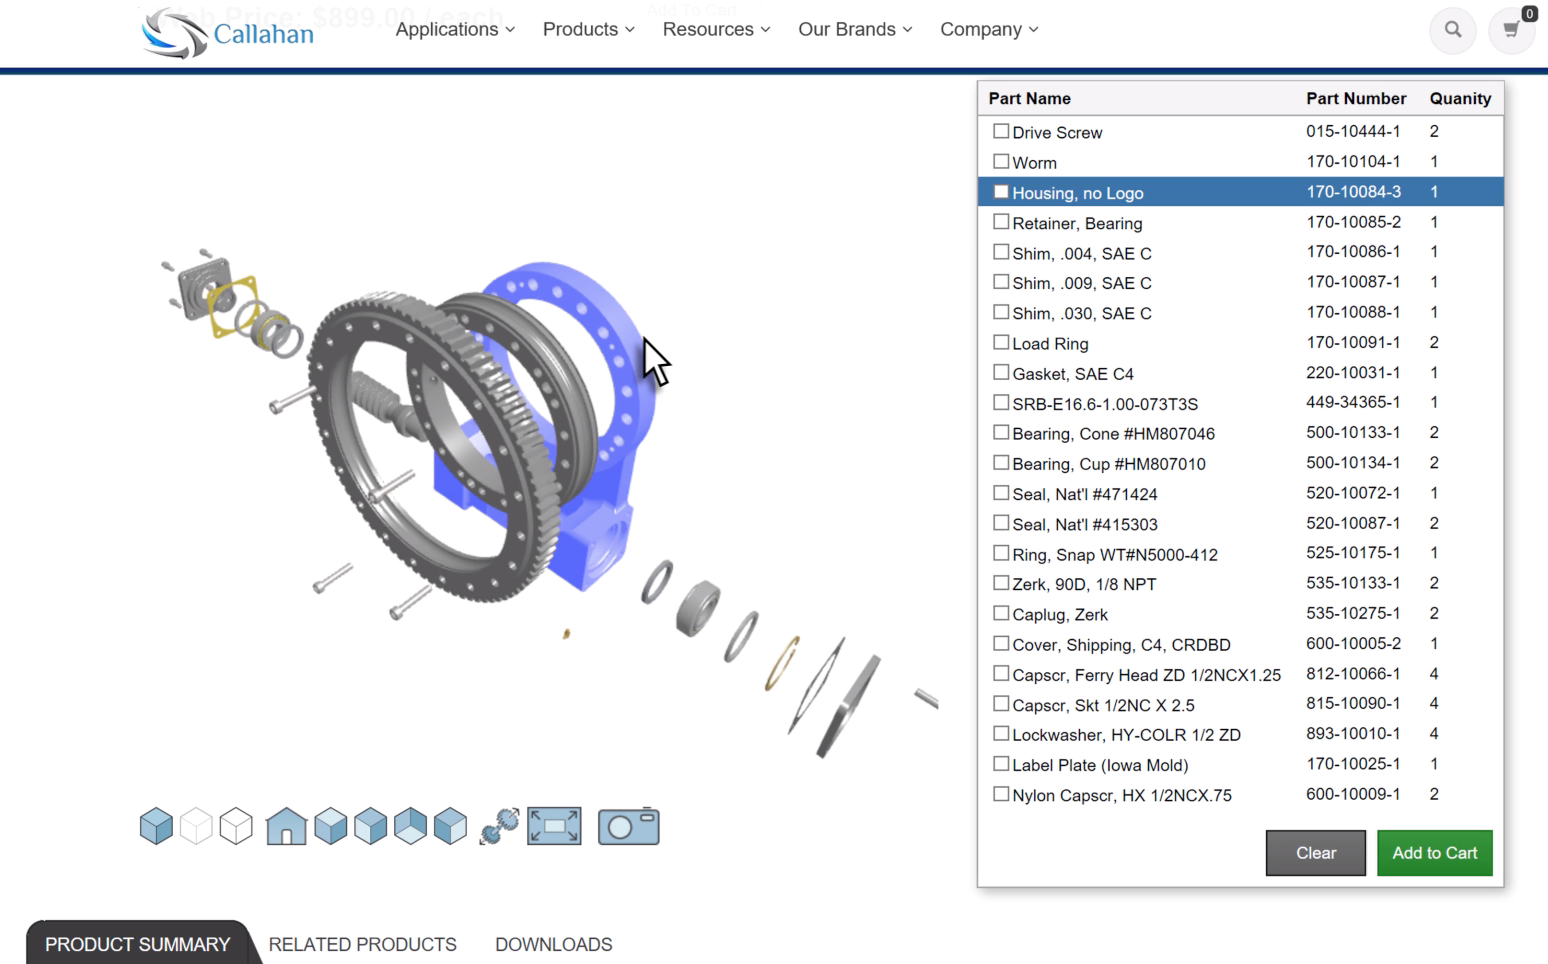 Web Price: $899.00 / each
Add To Cart
Callahan
Applications
Products
Resources
Our Brands
Company
0
Part Name Part Number Quanity
Drive Screw 015-10444-1 2
Worm 170-10104-1 1
Housing, no Logo 170-10084-3 1
Retainer, Bearing 170-10085-2 1
Shim, .004, SAE C 170-10086-1 1
Shim, .009, SAE C 170-10087-1 1
Shim, .030, SAE C 170-10088-1 1
Load Ring 170-10091-1 2
Gasket, SAE C4 220-10031-1 1
SRB-E16.6-1.00-073T3S 449-34365-1 1
Bearing, Cone #HM807046 500-10133-1 2
Bearing, Cup #HM807010 500-10134-1 2
Seal, Nat'l #471424 520-10072-1 1
Seal, Nat'l #415303 520-10087-1 2
Ring, Snap WT#N5000-412 525-10175-1 1
Zerk, 90D, 1/8 NPT 535-10133-1 2
Caplug, Zerk 535-10275-1 2
Cover, Shipping, C4, CRDBD 600-10005-2 1
Capscr, Ferry Head ZD 1/2NCX1.25 812-10066-1 4
Capscr, Skt 1/2NC X 2.5 815-10090-1 4
Lockwasher, HY-COLR 1/2 ZD 893-10010-1 4
Label Plate (Iowa Mold) 170-10025-1 1
Nylon Capscr, HX 1/2NCX.75 600-10009-1 2
Clear
Add to Cart
PRODUCT SUMMARY
RELATED PRODUCTS
DOWNLOADS